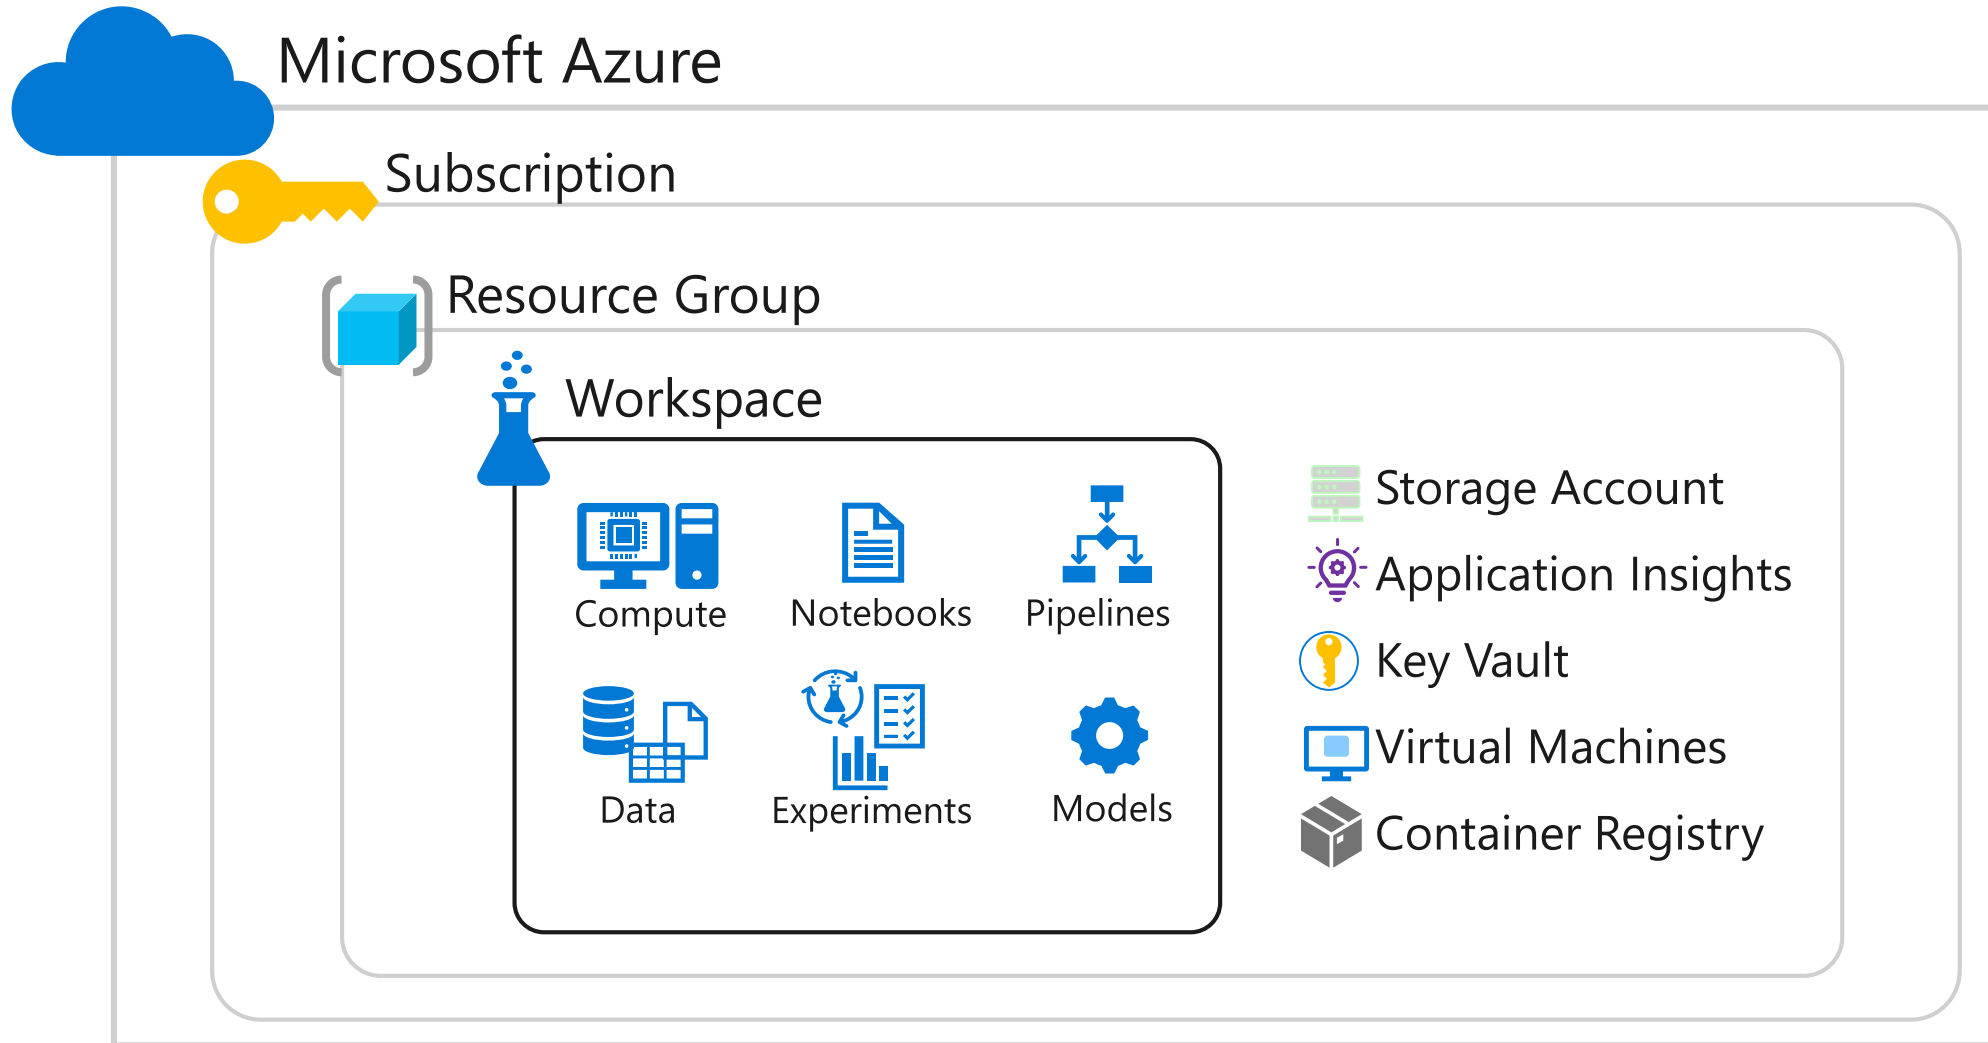 Microsoft Azure
Subscription
Resource Group
Workspace
Compute
Notebooks
Pipelines
Data
Experiments
Models
Storage Account
Application Insights
Key Vault
Virtual Machines
Container Registry